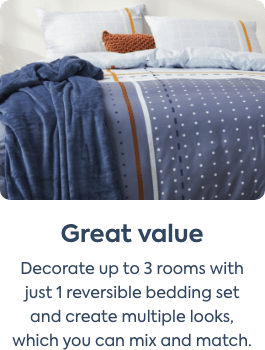 Great value
Decorate up to 3 rooms with
just 1 reversible bedding set
and create multiple looks,
which you can mix and match.